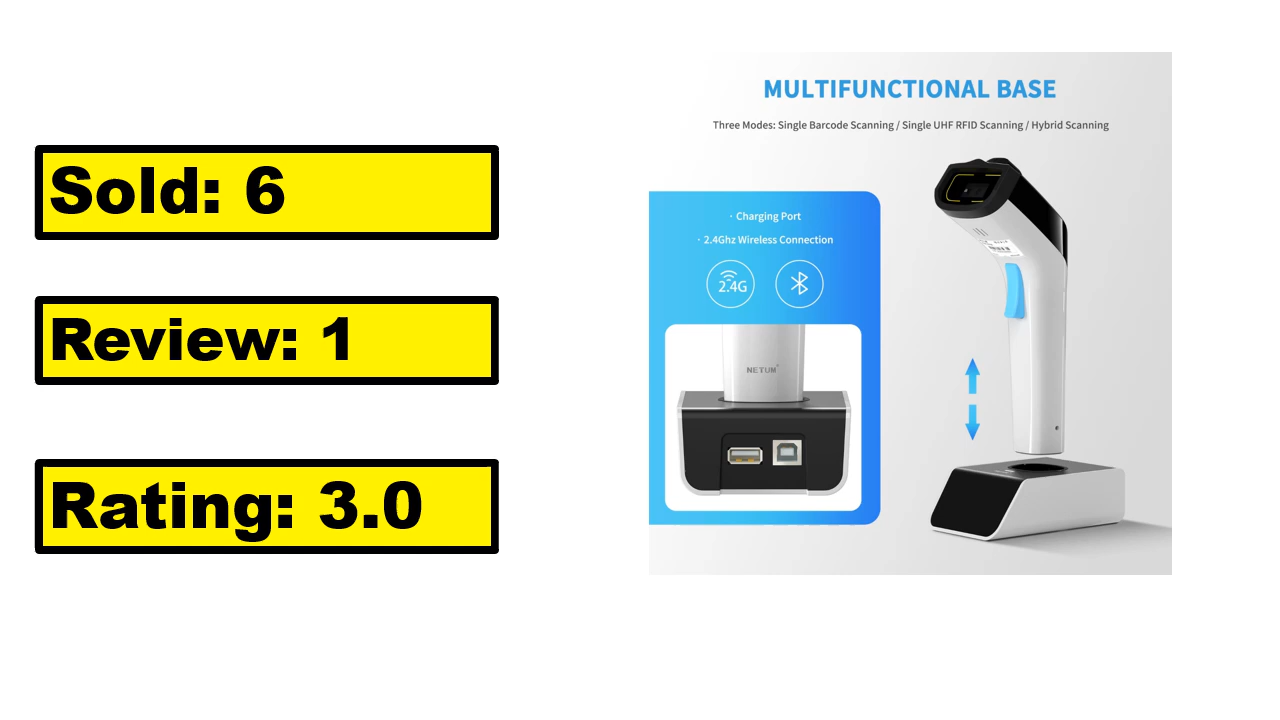 Sold: 6
Review: 1
Rating: 3.0
MULTIFUNCTIONAL BASE
Three Modes: Single Barcode Scanning / Single UHF RFID Scanning / Hybrid Scanning
· Charging Port
· 2.4Ghz Wireless Connection
2.4G
NETUM